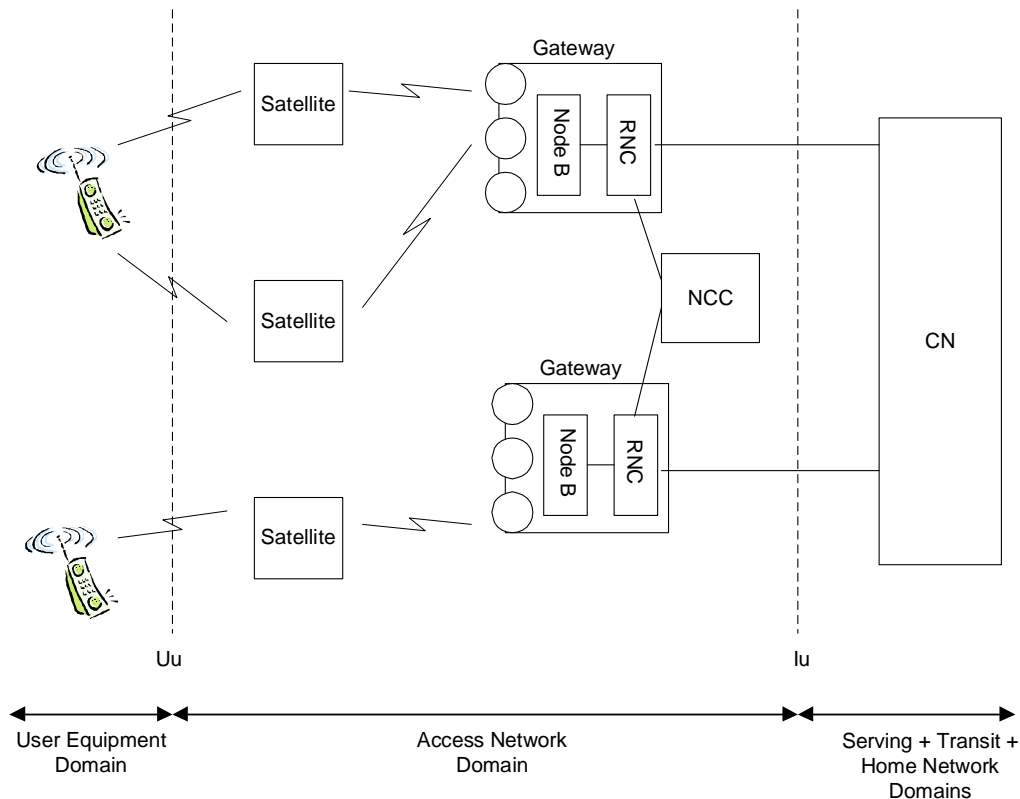 Gateway
Satellite
Node B
RNC
Satellite
NCC
CN
Gateway
Node B
RNC
Satellite
Uu
Iu
User Equipment
Domain
Access Network
Domain
Serving + Transit +
Home Network
Domains